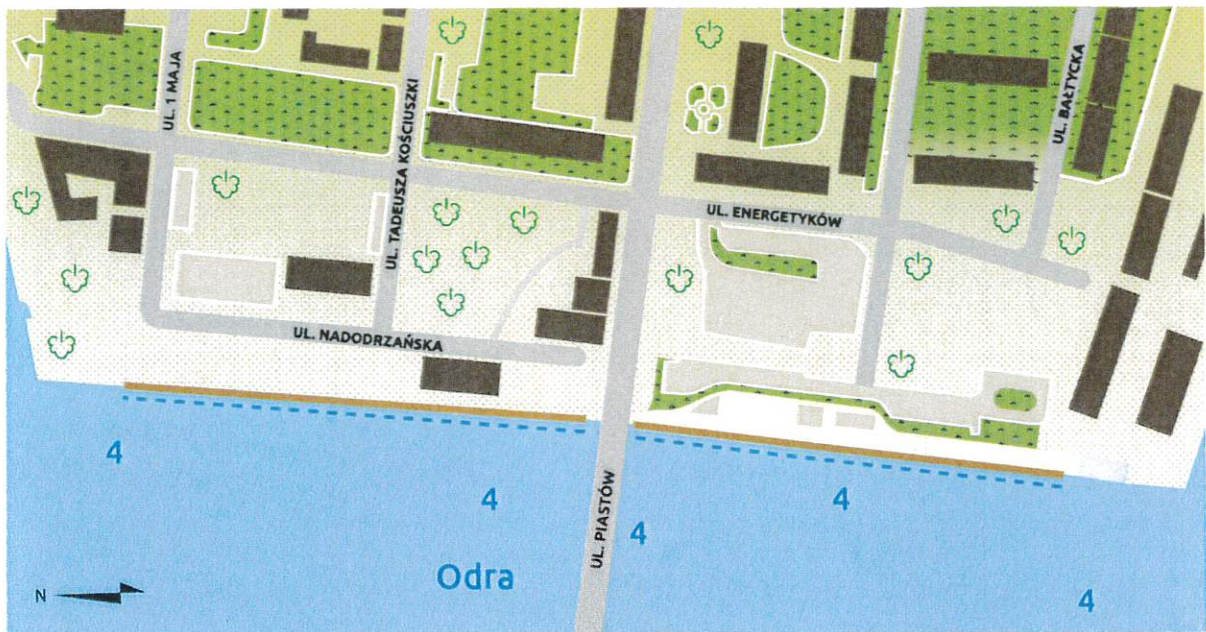 UL. 1 MAJA
UL. TADEUSZA KOŚCIUSZKI
UL. BAŁTYCKA
UL. ENERGETYKÓW
UL. NADODRZAŃSKA
4
4
4
4
UL. PIASTÓW
Odra
4
N